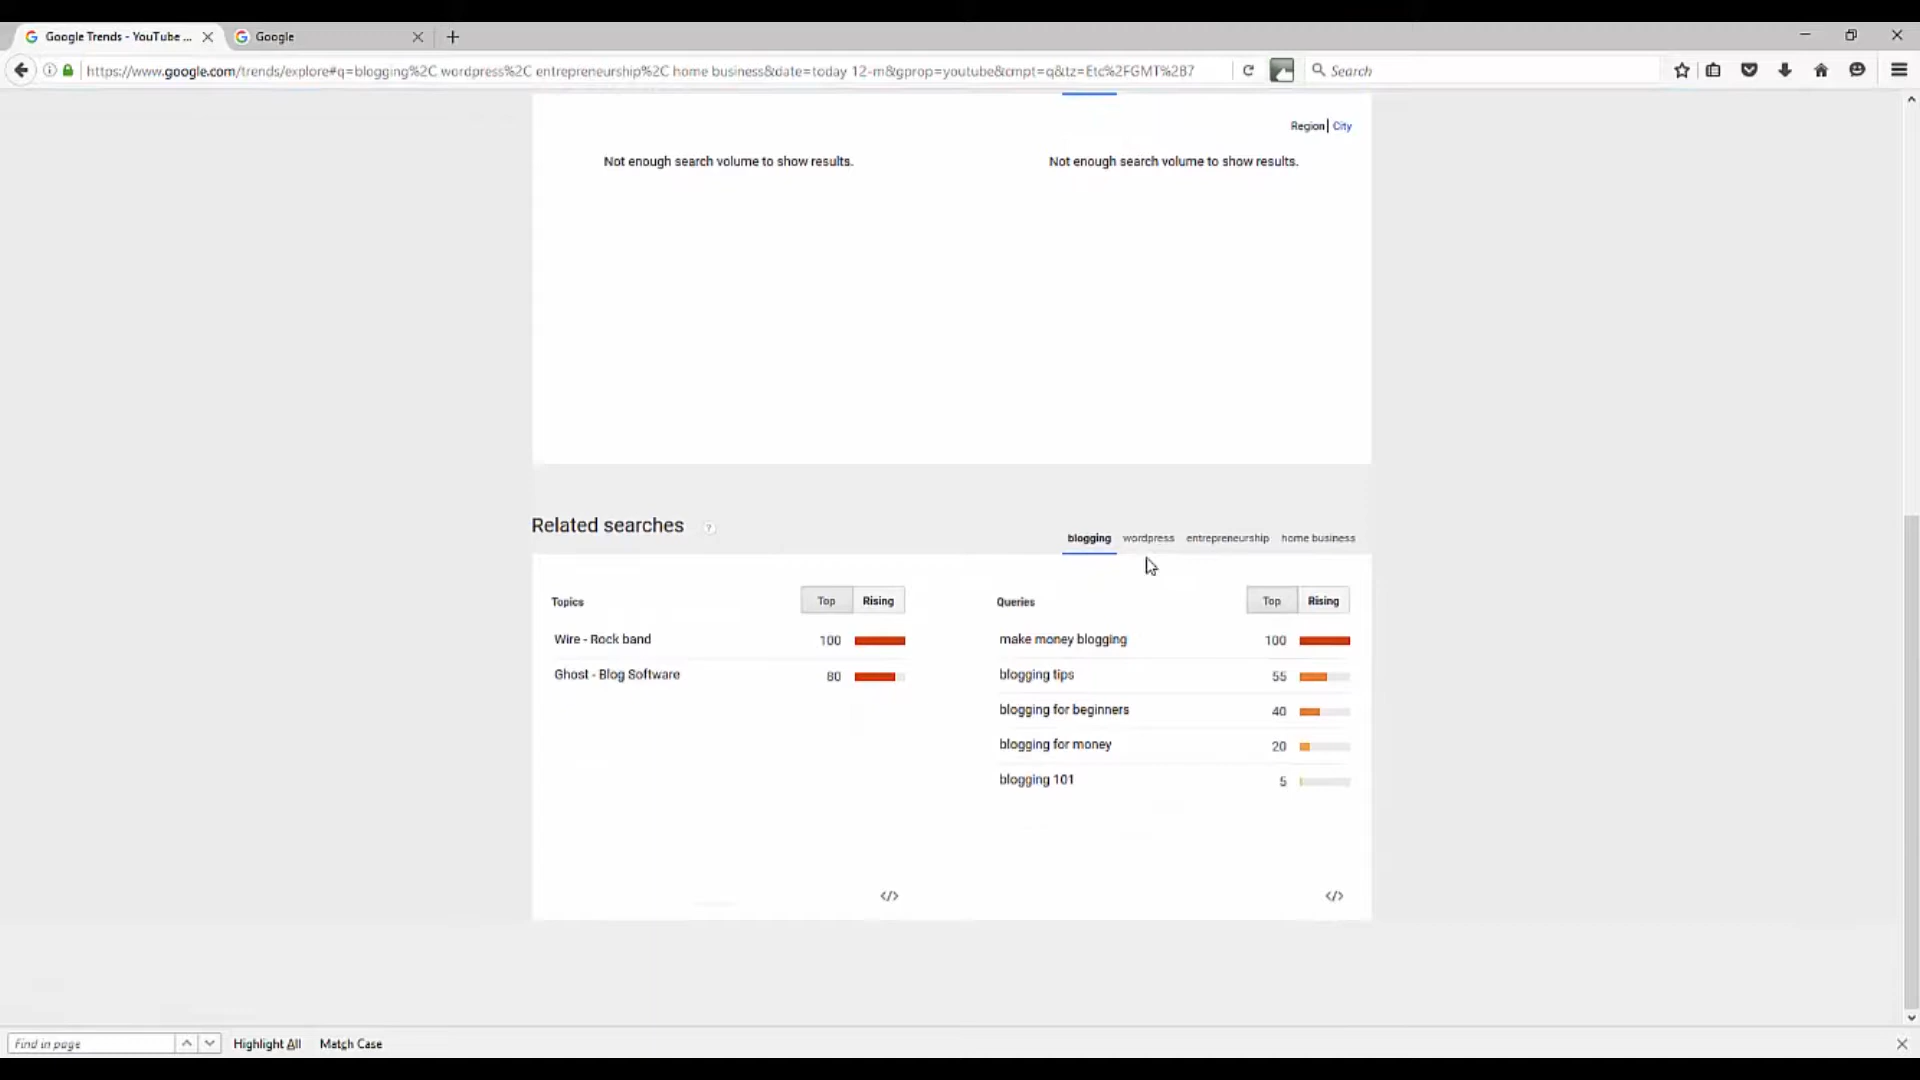 Google Trends - YouTube ...
Google
https://www.google.com/trends/explore#q=blogging%2C wordpress%2C entrepreneurship%2C home business&date=today 12-m&gprop=youtube&cmpt=q&tz=Etc%2FGMT%2B7
Search
Region| City
Not enough search volume to show results.
Not enough search volume to show results.
Related searches ?
blogging wordpress entrepreneurship home business
Topics Top Rising
Wire - Rock band 100
Ghost - Blog Software 80
Queries Top Rising
make money blogging 100
blogging tips 55
blogging for beginners 40
blogging for money 20
blogging 101 5
</>
</>
Find in page Highlight All Match Case